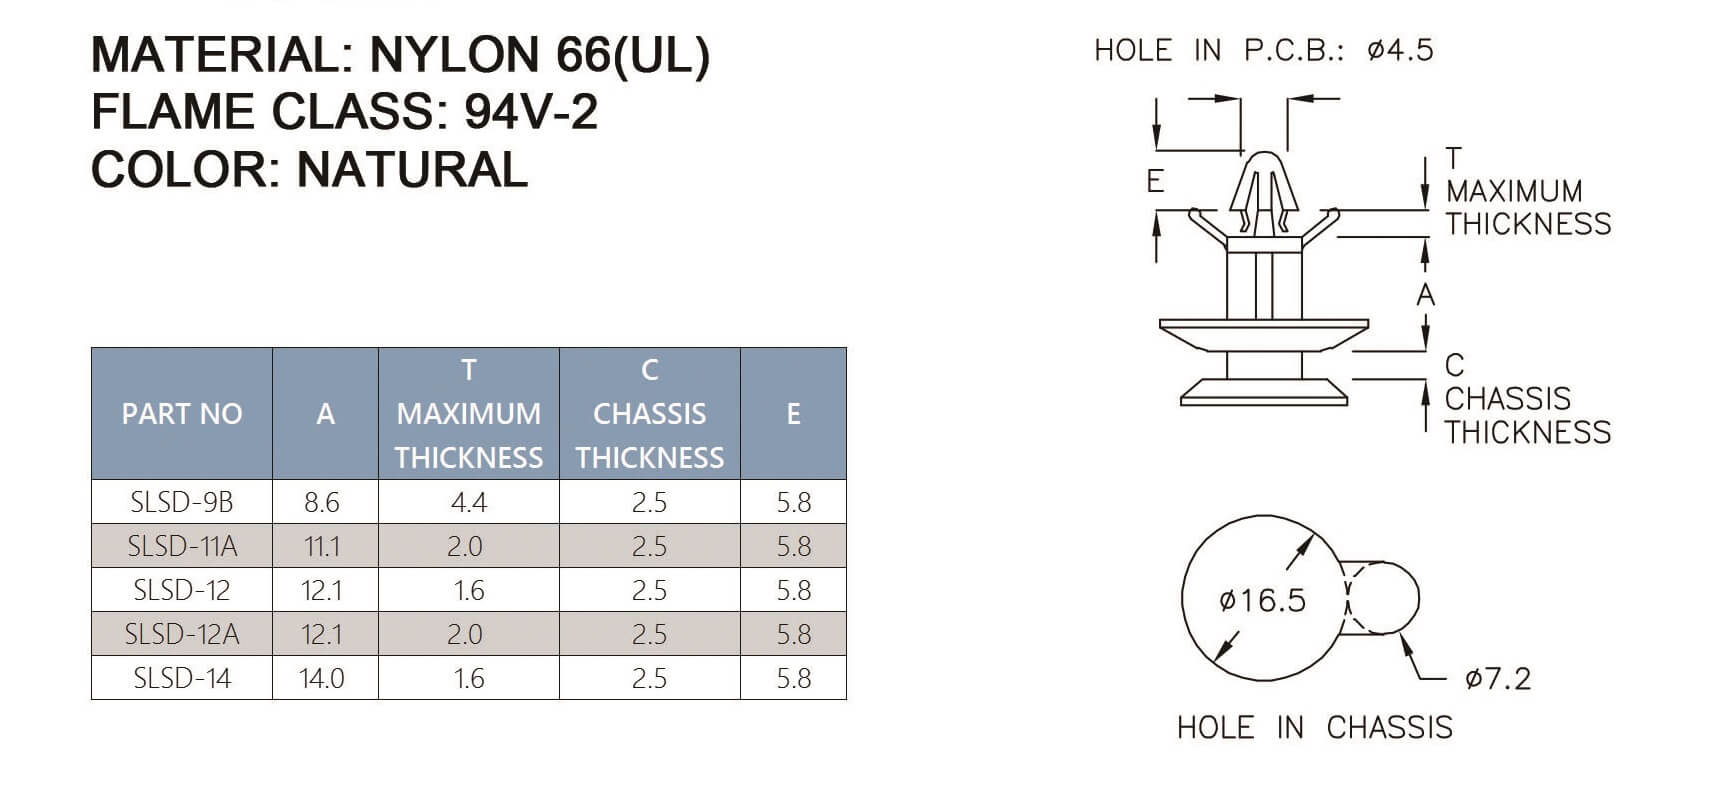 MATERIAL: NYLON 66(UL)
FLAME CLASS: 94V-2
COLOR: NATURAL
PART NO A T MAXIMUM THICKNESS C CHASSIS THICKNESS E
SLSD-9B 8.6 4.4 2.5 5.8
SLSD-11A 11.1 2.0 2.5 5.8
SLSD-12 12.1 1.6 2.5 5.8
SLSD-12A 12.1 2.0 2.5 5.8
SLSD-14 14.0 1.6 2.5 5.8
HOLE IN P.C.B.: ø4.5
E
T
MAXIMUM
THICKNESS
A
C
CHASSIS
THICKNESS
ø16.5
ø7.2
HOLE IN CHASSIS